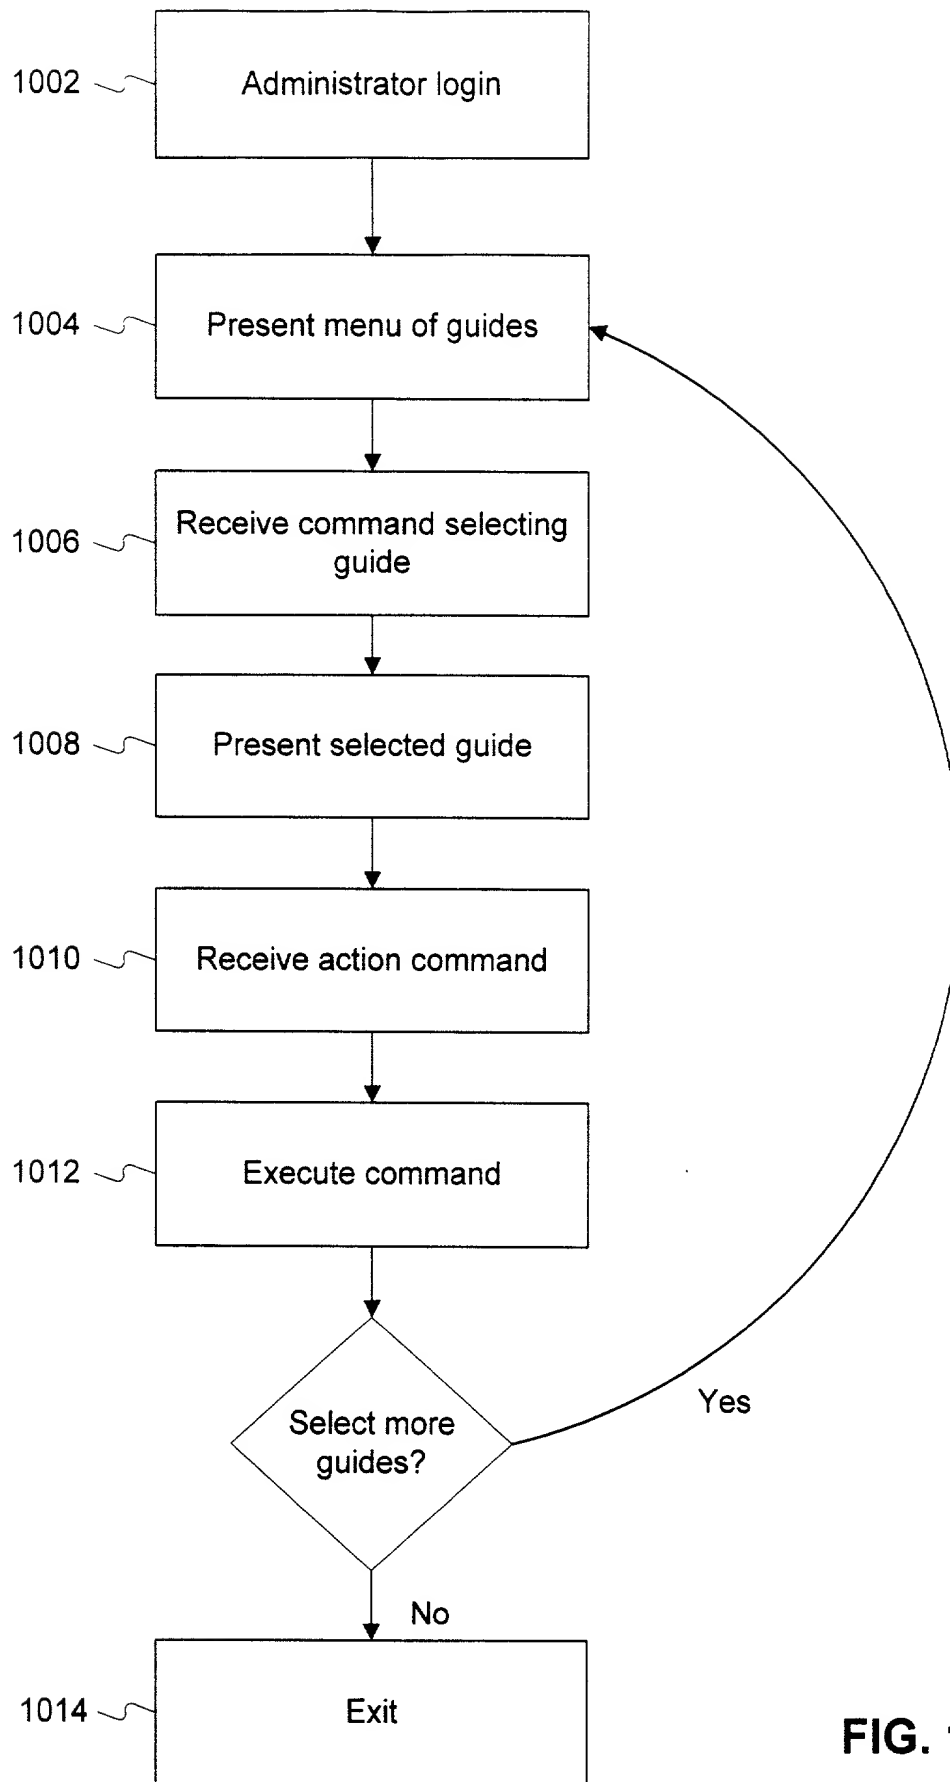 1002
Administrator login
1004
Present menu of guides
1006
Receive command selecting
guide
1008
Present selected guide
1010
Receive action command
1012
Execute command
Select more
guides?
Yes
No
1014
Exit
FIG.